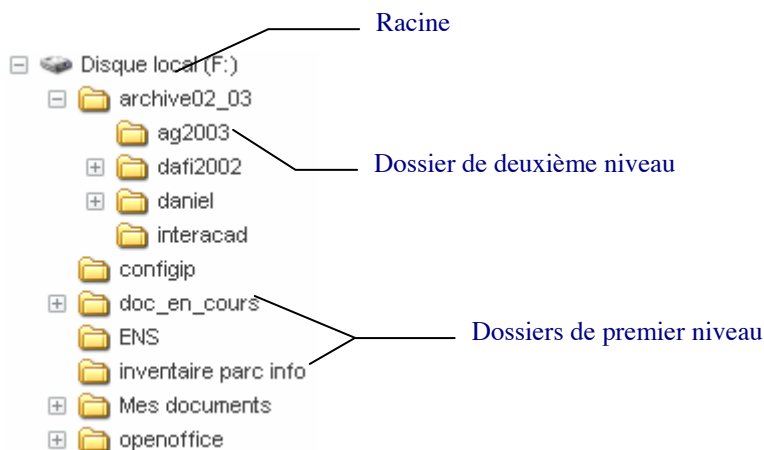 Racine
Disque local (F:)
archive02_03
ag2003
Dossier de deuxième niveau
dafi2002
daniel
interacad
configip
doc_en_cours
Dossiers de premier niveau
ENS
inventaire parc info
Mes documents
openoffice